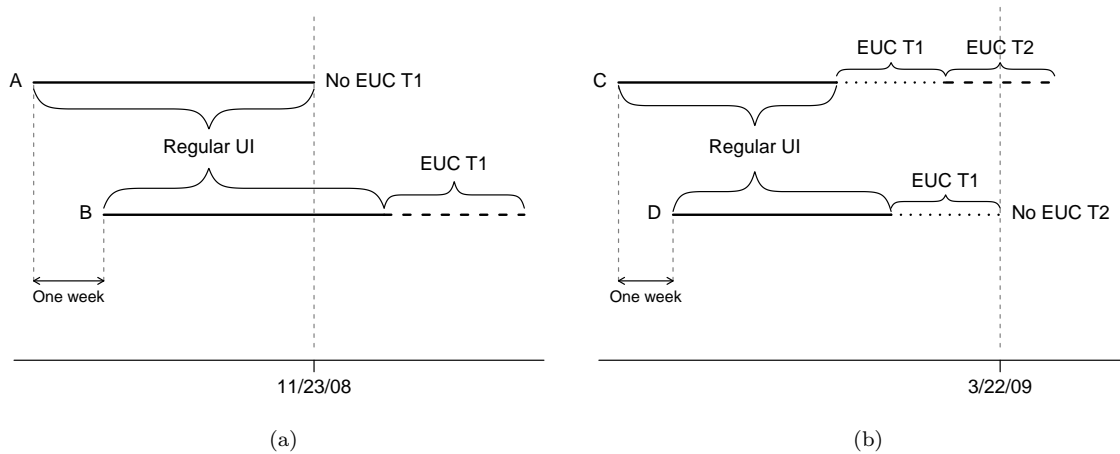 A
No EUC T1
Regular UI
EUC T1
B
One week
11/23/08
(a)
EUC T1
EUC T2
C
Regular UI
EUC T1
D
No EUC T2
One week
3/22/09
(b)